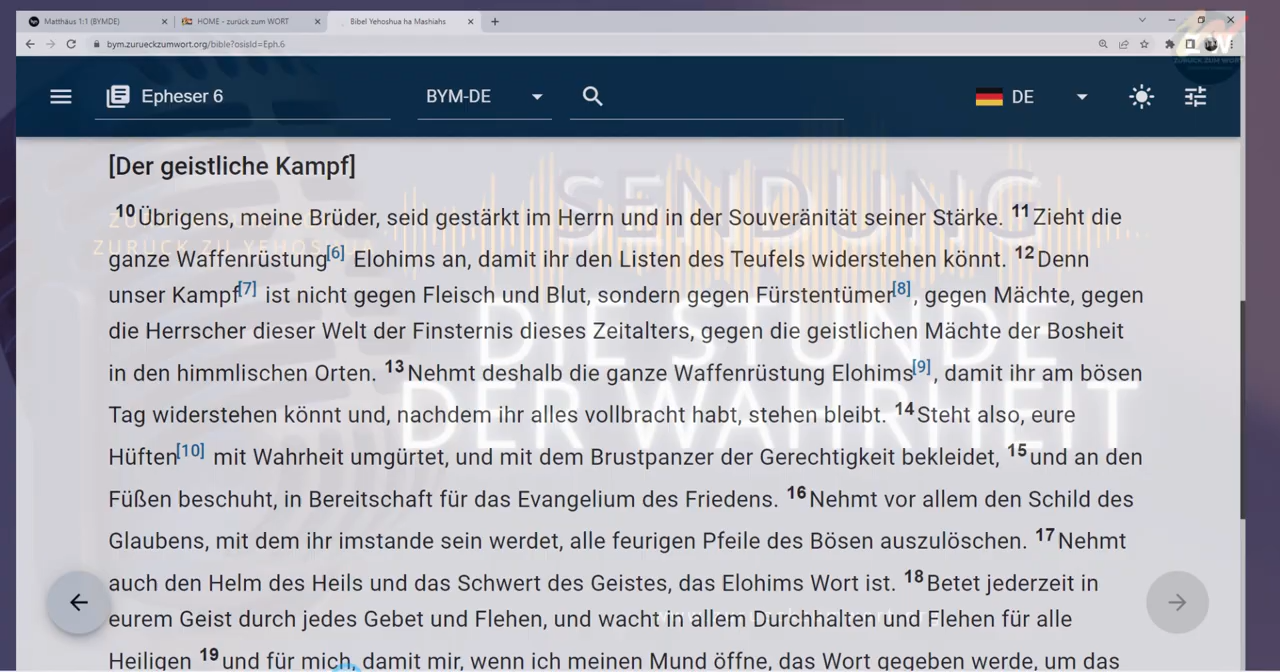 Matthäus 1:1 (BYMDE)
HOME - zurück zum WORT
Bibel Yehoshua ha Mashiahs
bym.zurueckzumwort.org/bible?osisId=Eph.6
Epheser 6
BYM-DE
DE
[Der geistliche Kampf]
10 Übrigens, meine Brüder, seid gestärkt im Herrn und in der Souveränität seiner Stärke. 11 Zieht die
ganze Waffenrüstung[6] Elohims an, damit ihr den Listen des Teufels widerstehen könnt. 12 Denn
unser Kampf[7] ist nicht gegen Fleisch und Blut, sondern gegen Fürstentümer[8], gegen Mächte, gegen
die Herrscher dieser Welt der Finsternis dieses Zeitalters, gegen die geistlichen Mächte der Bosheit
in den himmlischen Orten. 13 Nehmt deshalb die ganze Waffenrüstung Elohims[9], damit ihr am bösen
Tag widerstehen könnt und, nachdem ihr alles vollbracht habt, stehen bleibt. 14 Steht also, eure
Hüften[10] mit Wahrheit umgürtet, und mit dem Brustpanzer der Gerechtigkeit bekleidet, 15 und an den
Füßen beschuht, in Bereitschaft für das Evangelium des Friedens. 16 Nehmt vor allem den Schild des
Glaubens, mit dem ihr imstande sein werdet, alle feurigen Pfeile des Bösen auszulöschen. 17 Nehmt
auch den Helm des Heils und das Schwert des Geistes, das Elohims Wort ist. 18 Betet jederzeit in
eurem Geist durch jedes Gebet und Flehen, und wacht in allem Durchhalten und Flehen für alle
Heiligen 19 und für mich, damit mir, wenn ich meinen Mund öffne, das Wort gegeben werde, um das
SENDUNG
DIE STUNDE
DER WAHRHEIT
ZURÜCK ZUM WORT